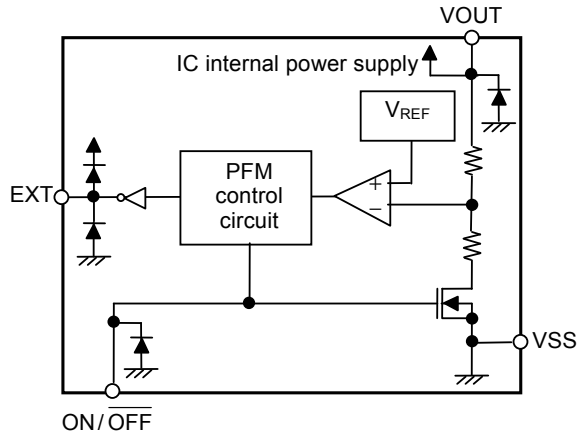 VOUT
IC internal power supply
VREF
PFM
control
circuit
+
−
EXT
VSS
ON/OFF